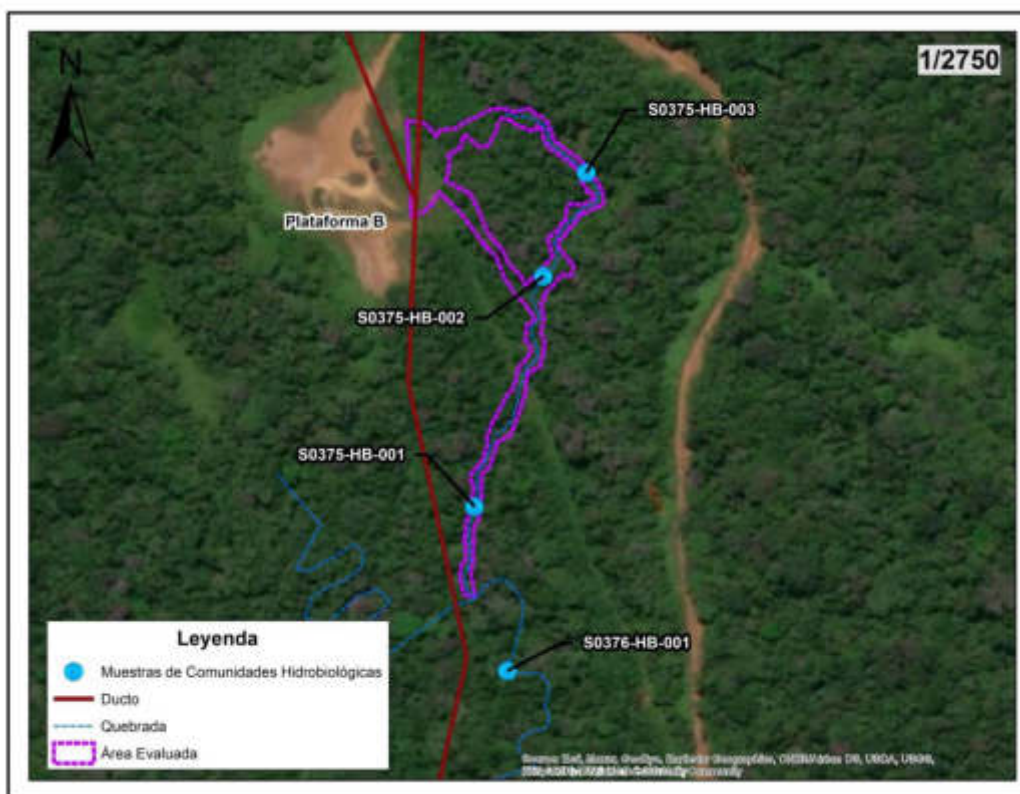 N
1/2750
S0375-HB-003
Plataforma B
S0375-HB-002
S0375-HB-001
S0376-HB-001
Leyenda
Muestras de Comunidades Hidrobiológicas
Ducto
Quebrada
Área Evaluada